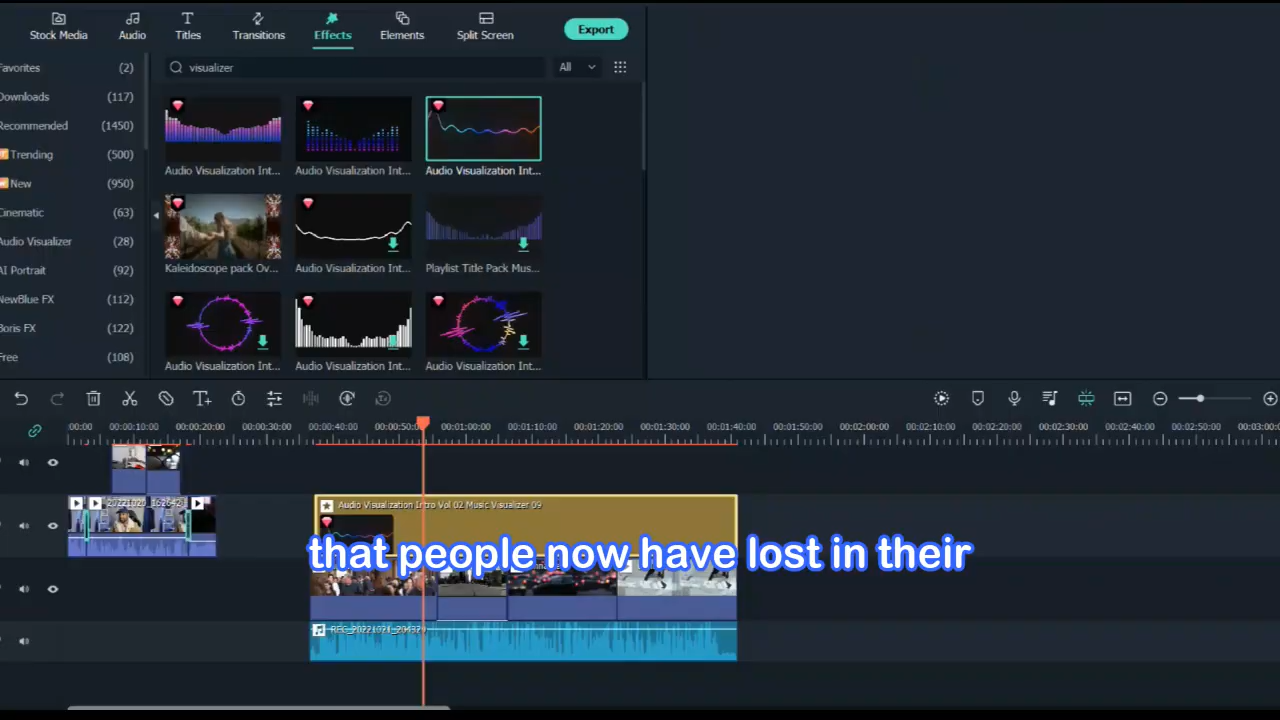 Stock Media
Audio
Titles
Transitions
Effects
Elements
Split Screen
Export
Favorites (2)
Downloads (117)
Recommended (1450)
Trending (500)
New (950)
Cinematic (63)
Audio Visualizer (28)
AI Portrait (92)
NewBlue FX (112)
Boris FX (122)
Free (108)
visualizer
All
Audio Visualization Int...
Audio Visualization Int...
Audio Visualization Int...
Kaleidoscope pack Ov...
Audio Visualization Int...
Playlist Title Pack Mus...
Audio Visualization Int...
Audio Visualization Int...
Audio Visualization Int...
00:00 00:00:10:00 00:00:20:00 00:00:30:00 00:00:40:00 00:00:50:0 00:01:00:00 00:01:10:00 00:01:20:00 00:01:30:00 00:01:40:00 00:01:50:00 00:02:00:00 00:02:10:00 00:02:20:00 00:02:30:00 00:02:40:00 00:02:50:00 00:03:00:0
Audio Visualization Intro Vol 02 Music Visualizer 09
that people now have lost in their